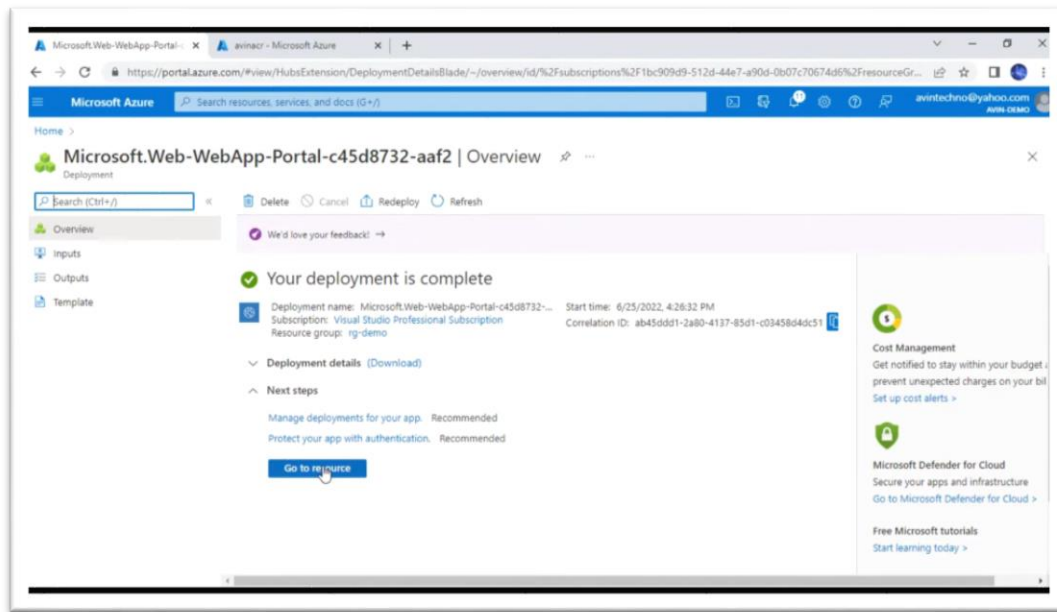 Microsoft.Web-WebApp-Portal-
avinacr - Microsoft Azure
https://portal.azure.com/#view/HubsExtension/DeploymentDetailsBlade/~/overview/id/%2Fsubscriptions%2F1bc909d9-512d-44e7-a90d-0b07c70674d6%2FresourceGr...
Microsoft Azure
Search resources, services, and docs (G+/)
avintechno@yahoo.com
AVIN-DEMO
Home >
Microsoft.Web-WebApp-Portal-c45d8732-aaf2 | Overview
Deployment
Search (Ctrl+/)
Delete Cancel Redeploy Refresh
Overview
Inputs
Outputs
Template
We'd love your feedback! →
Your deployment is complete
Deployment name: Microsoft.Web-WebApp-Portal-c45d8732-...
Subscription: Visual Studio Professional Subscription
Resource group: rg-demo
Start time: 6/25/2022, 4:26:32 PM
Correlation ID: ab45ddd1-2a80-4137-85d1-c03458d4dc51
Deployment details (Download)
Next steps
Manage deployments for your app. Recommended
Protect your app with authentication. Recommended
Go to resource
Cost Management
Get notified to stay within your budget
prevent unexpected charges on your bil
Set up cost alerts >
Microsoft Defender for Cloud
Secure your apps and infrastructure
Go to Microsoft Defender for Cloud >
Free Microsoft tutorials
Start learning today >